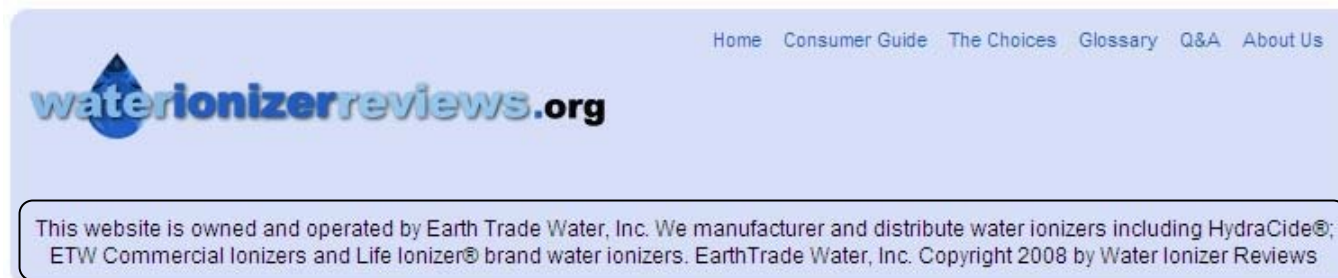 Home Consumer Guide The Choices Glossary Q&A About Us
waterionizerreviews.org
This website is owned and operated by Earth Trade Water, Inc. We manufacturer and distribute water ionizers including HydraCide®;
ETW Commercial Ionizers and Life Ionizer® brand water ionizers. EarthTrade Water, Inc. Copyright 2008 by Water Ionizer Reviews